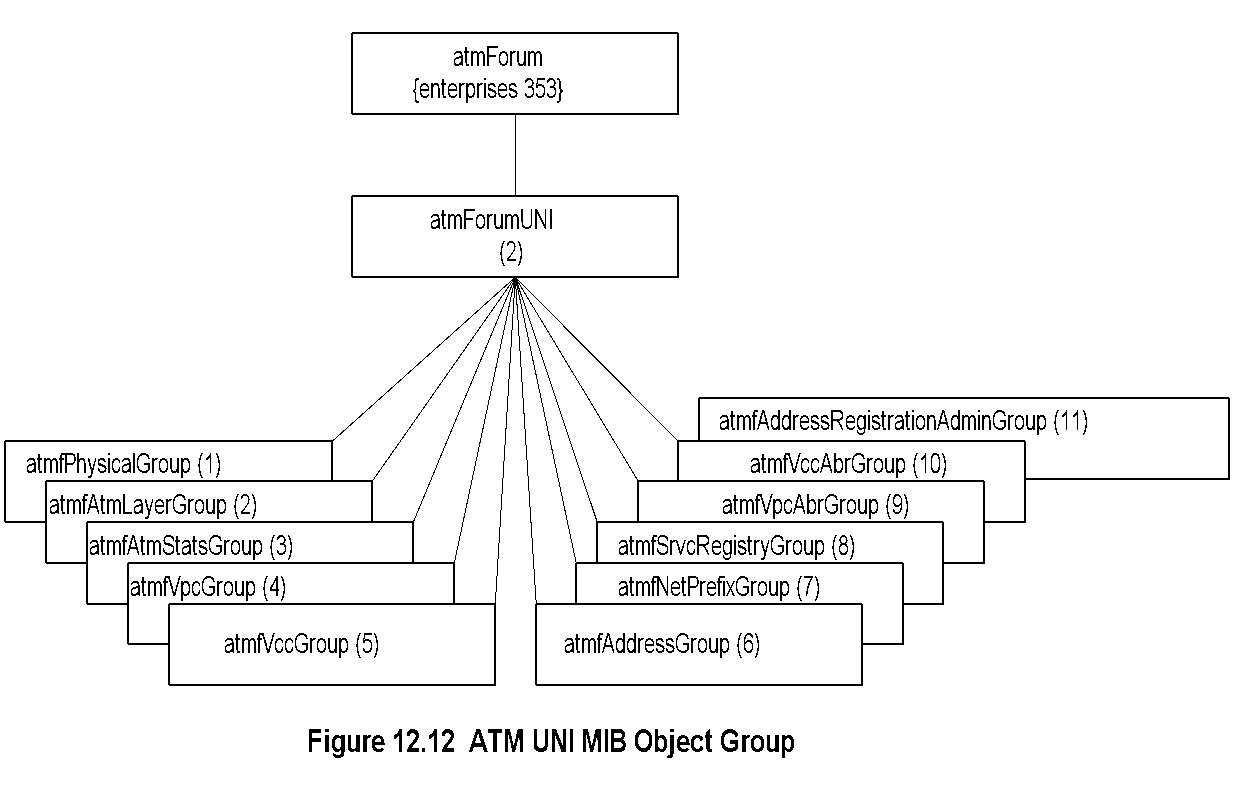 atmForum
{enterprises 353}
atmForumUNI
(2)
atmfAddressRegistrationAdminGroup (11)
atmfPhysicalGroup (1)
atmfVccAbrGroup (10)
atmfAtmLayerGroup (2)
atmfVpcAbrGroup (9)
atmfAtmStatsGroup (3)
atmfSrvcRegistryGroup (8)
atmfVpcGroup (4)
atmfNetPrefixGroup (7)
atmfVccGroup (5)
atmfAddressGroup (6)
Figure 12.12 ATM UNI MIB Object Group